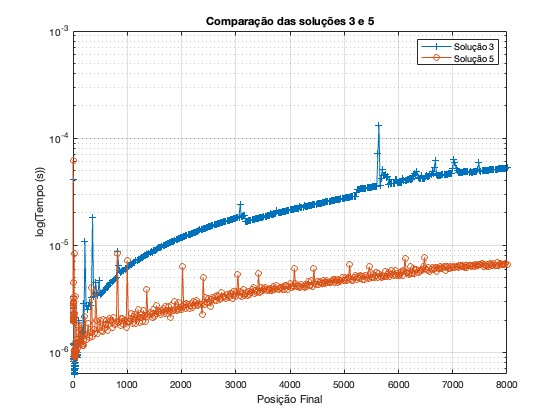 Comparação das soluções 3 e 5
Solução 3
Solução 5
log(Tempo (s))
10^-3
10^-4
10^-5
10^-6
0 1000 2000 3000 4000 5000 6000 7000 8000
Posição Final